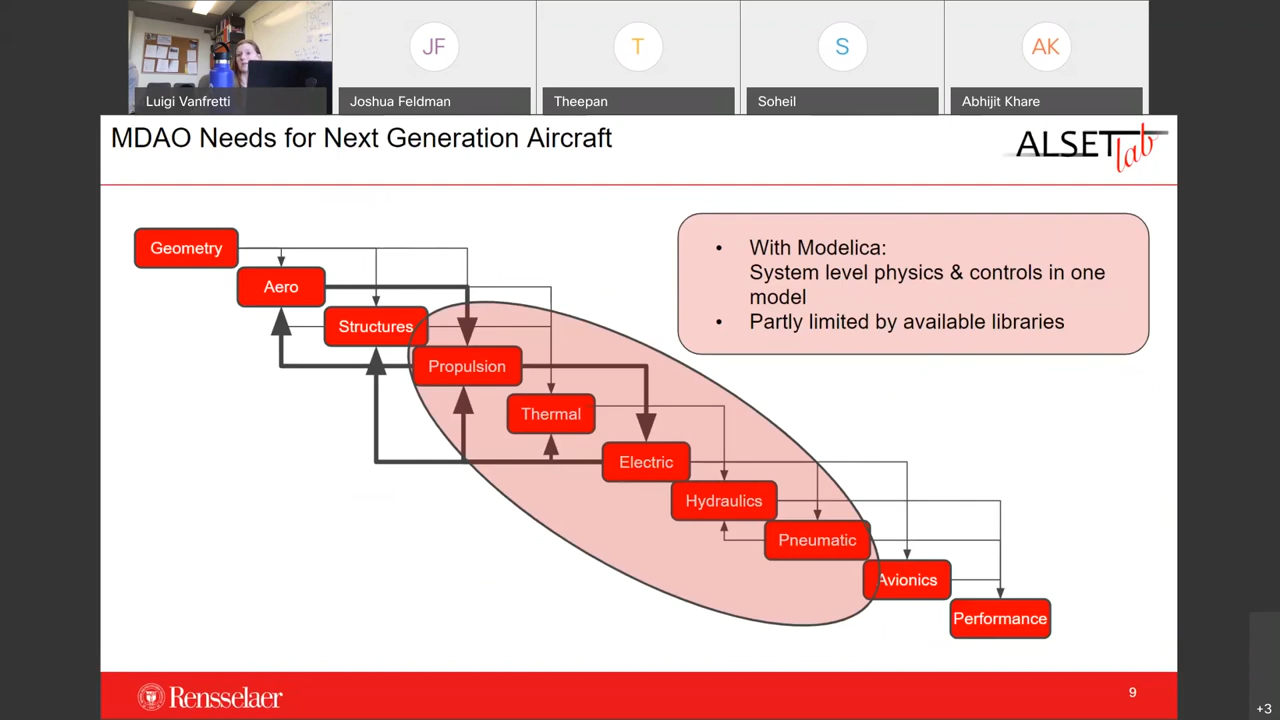 JF
T
S
AK
Luigi Vanfretti
Joshua Feldman
Theepan
Soheil
Abhijit Khare
MDAO Needs for Next Generation Aircraft
ALSET lab
Geometry
Aero
Structures
Propulsion
Thermal
Electric
Hydraulics
Pneumatic
Avionics
Performance
• With Modelica:
System level physics & controls in one
model
• Partly limited by available libraries
Rensselaer
9
+3